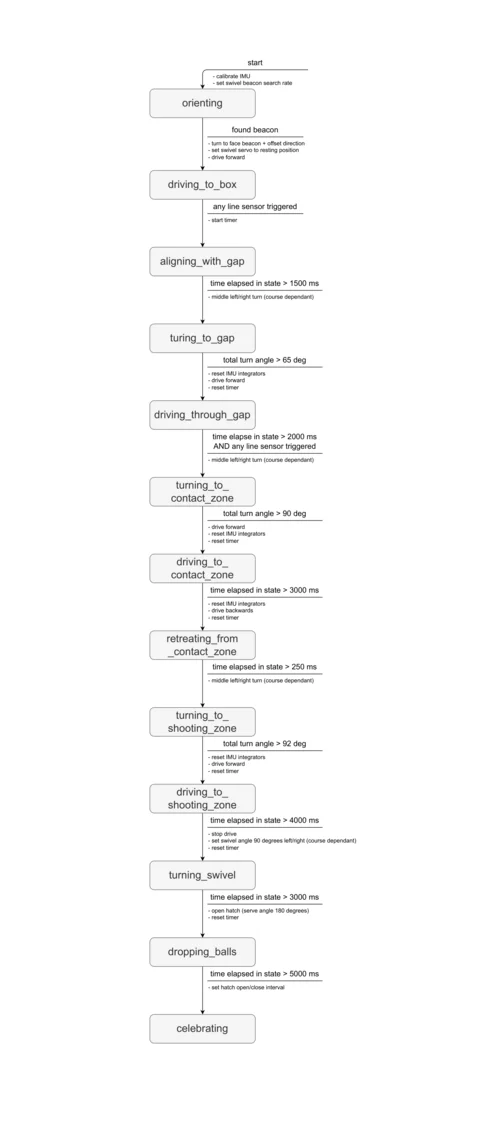 start
- calibrate IMU
- set swivel beacon search rate
orienting
found beacon
- turn to face beacon + offset direction
- set swivel servo to resting position
- drive forward
driving_to_box
any line sensor triggered
- start timer
aligning_with_gap
time elapsed in state > 1500 ms
- middle left/right turn (course dependant)
turing_to_gap
total turn angle > 65 deg
- reset IMU integrators
- drive forward
- reset timer
driving_through_gap
time elapse in state > 2000 ms
AND any line sensor triggered
- middle left/right turn (course dependant)
turning_to_
contact_zone
total turn angle > 90 deg
- drive forward
- reset IMU integrators
- reset timer
driving_to_
contact_zone
time elapsed in state > 3000 ms
- reset IMU integrators
- drive backwards
- reset timer
retreating_from
_contact_zone
time elapsed in state > 250 ms
- middle left/right turn (course dependant)
turning_to_
shooting_zone
total turn angle > 92 deg
- reset IMU integrators
- drive forward
- reset timer
driving_to_
shooting_zone
time elapsed in state > 4000 ms
- stop drive
- set swivel angle 90 degrees left/right (course dependant)
- reset timer
turning_swivel
time elapsed in state > 3000 ms
- open hatch (serve angle 180 degrees)
- reset timer
dropping_balls
time elapsed in state > 5000 ms
- set hatch open/close interval
celebrating